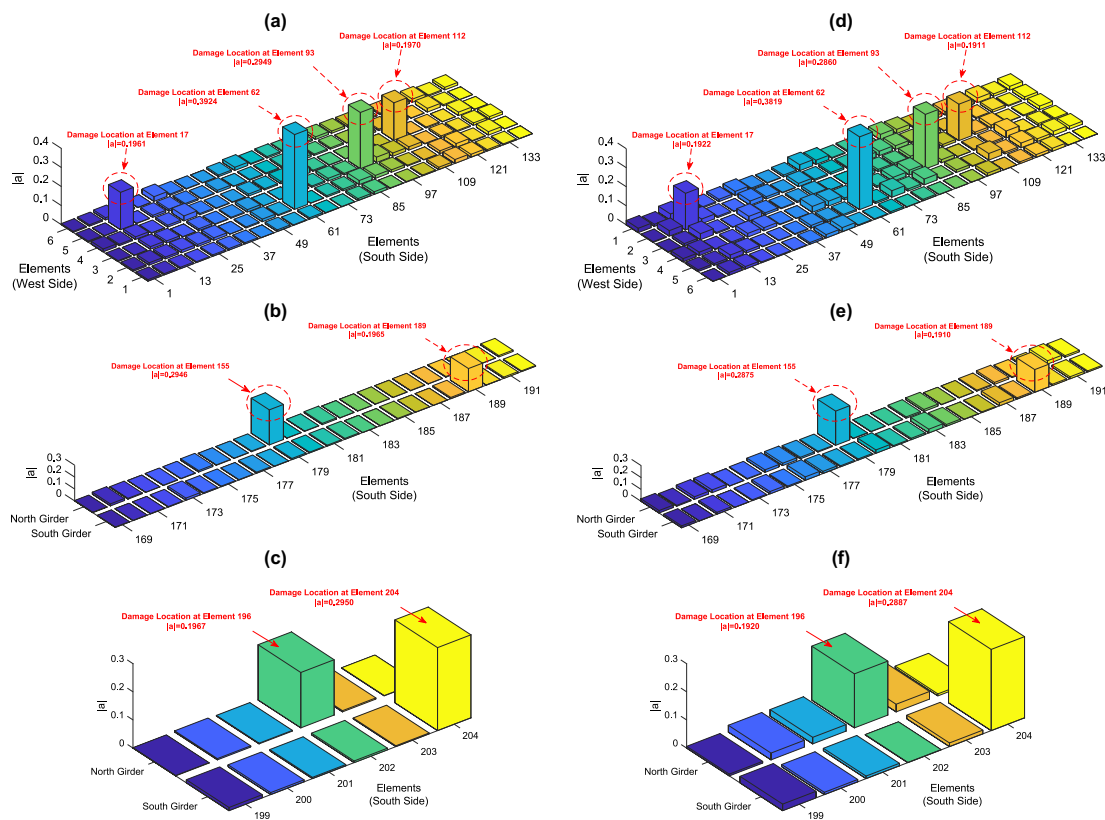 (a)
Damage Location at Element 112
|a|=0.1970
Damage Location at Element 93
|a|=0.2949
Damage Location at Element 62
|a|=0.3924
Damage Location at Element 17
|a|=0.1961
0.4
0.3
0.2
0.1
0
|a|
6
5
4
3
2
1
Elements
(West Side)
1
13
25
37
49
61
73
85
97
109
121
133
Elements
(South Side)
(d)
Damage Location at Element 112
|a|=0.1911
Damage Location at Element 93
|a|=0.2860
Damage Location at Element 62
|a|=0.3819
Damage Location at Element 17
|a|=0.1922
0.4
0.3
0.2
0.1
0
|a|
1
2
3
4
5
6
Elements
(West Side)
1
13
25
37
49
61
73
85
97
109
121
133
Elements
(South Side)
(b)
Damage Location at Element 189
|a|=0.1965
Damage Location at Element 155
|a|=0.2946
0.3
0.2
0.1
0
|a|
North Girder
South Girder
169
171
173
175
177
179
181
183
185
187
189
191
Elements
(South Side)
(e)
Damage Location at Element 189
|a|=0.1910
Damage Location at Element 155
|a|=0.2875
0.3
0.2
0.1
0
|a|
North Girder
South Girder
169
171
173
175
177
179
181
183
185
187
189
191
Elements
(South Side)
(c)
Damage Location at Element 204
|a|=0.2950
Damage Location at Element 196
|a|=0.1967
0.3
0.2
0.1
0
|a|
North Girder
South Girder
199
200
201
202
203
204
Elements
(South Side)
(f)
Damage Location at Element 204
|a|=0.2887
Damage Location at Element 196
|a|=0.1920
0.3
0.2
0.1
0
|a|
North Girder
South Girder
199
200
201
202
203
204
Elements
(South Side)